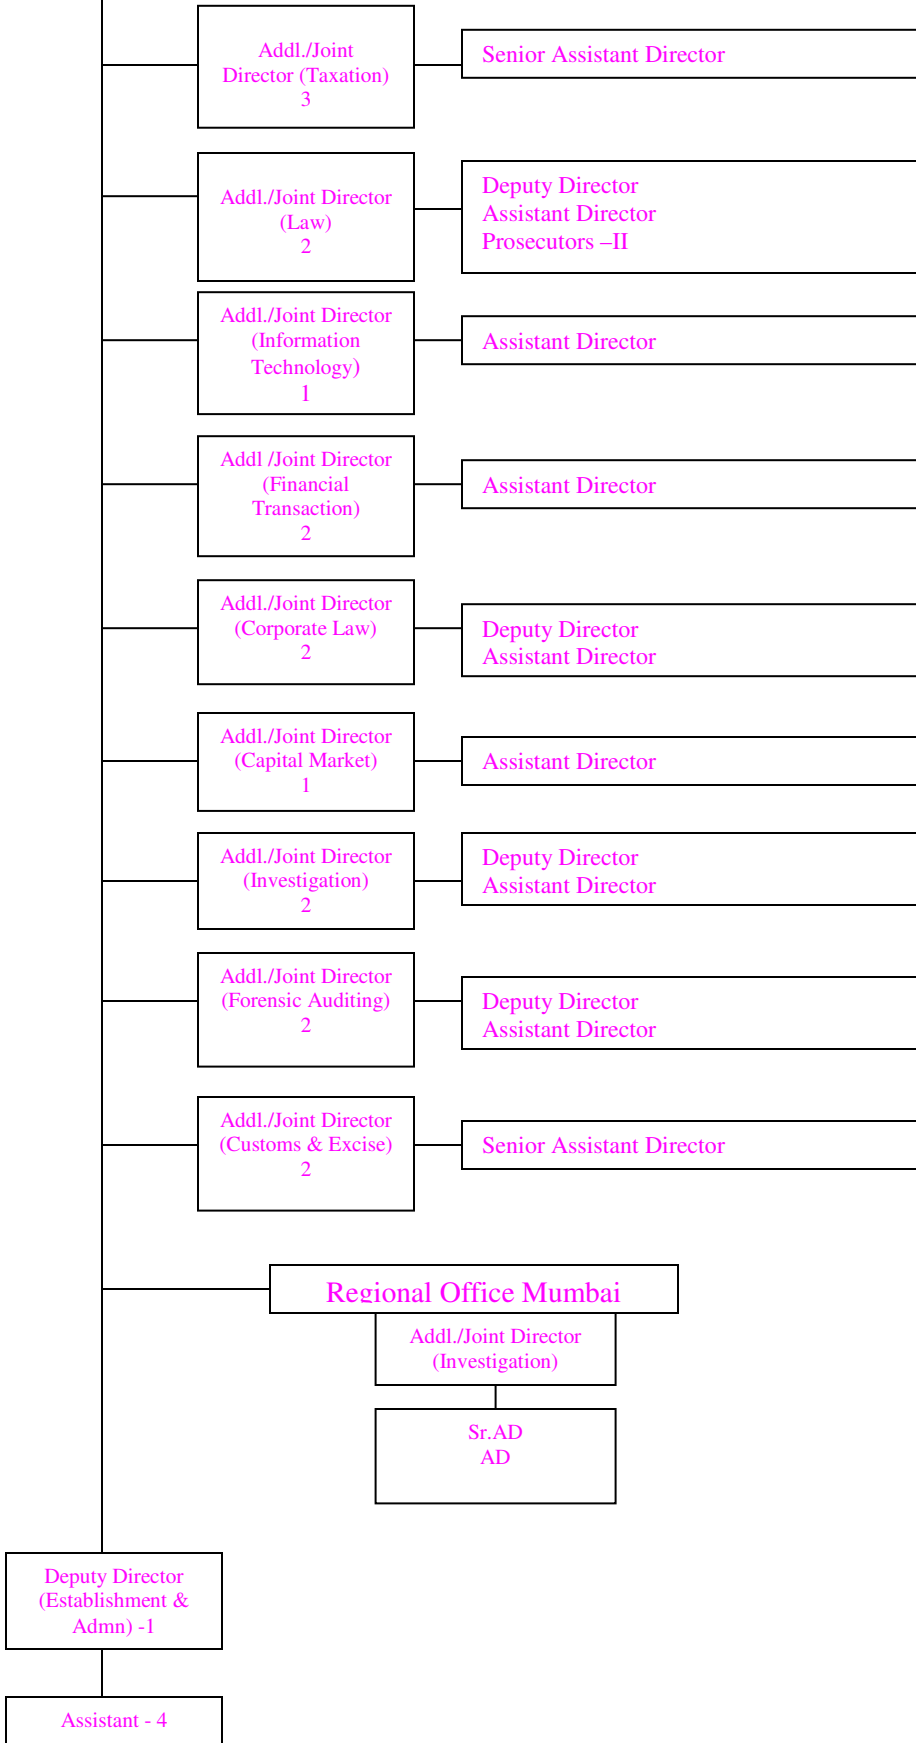 Addl./Joint
Director (Taxation)
3
Senior Assistant Director
Addl./Joint Director
(Law)
2
Deputy Director
Assistant Director
Prosecutors –II
Addl./Joint Director
(Information
Technology)
1
Assistant Director
Addl /Joint Director
(Financial
Transaction)
2
Assistant Director
Addl./Joint Director
(Corporate Law)
2
Deputy Director
Assistant Director
Addl./Joint Director
(Capital Market)
1
Assistant Director
Addl./Joint Director
(Investigation)
2
Deputy Director
Assistant Director
Addl./Joint Director
(Forensic Auditing)
2
Deputy Director
Assistant Director
Addl./Joint Director
(Customs & Excise)
2
Senior Assistant Director
Regional Office Mumbai
Addl./Joint Director
(Investigation)
Sr.AD
AD
Deputy Director
(Establishment &
Admn) -1
Assistant - 4